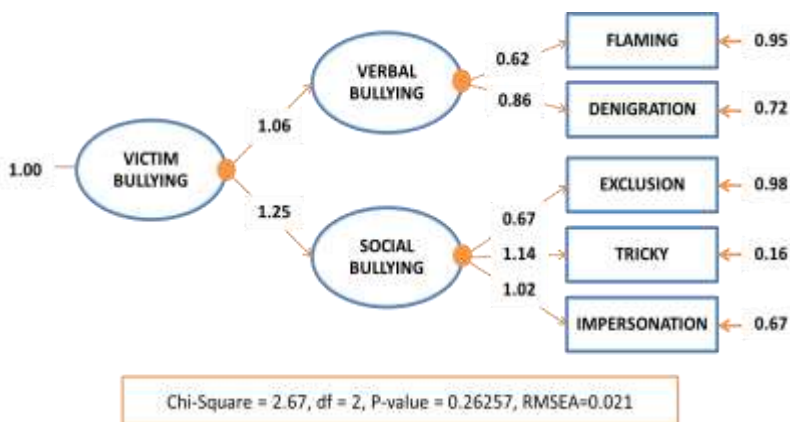 FLAMING
0.95
0.62
VERBAL
BULLYING
0.86
DENIGRATION
0.72
1.06
VICTIM
BULLYING
1.00
1.25
EXCLUSION
0.98
0.67
SOCIAL
BULLYING
1.14
TRICKY
0.16
1.02
IMPERSONATION
0.67
Chi-Square = 2.67, df = 2, P-value = 0.26257, RMSEA=0.021